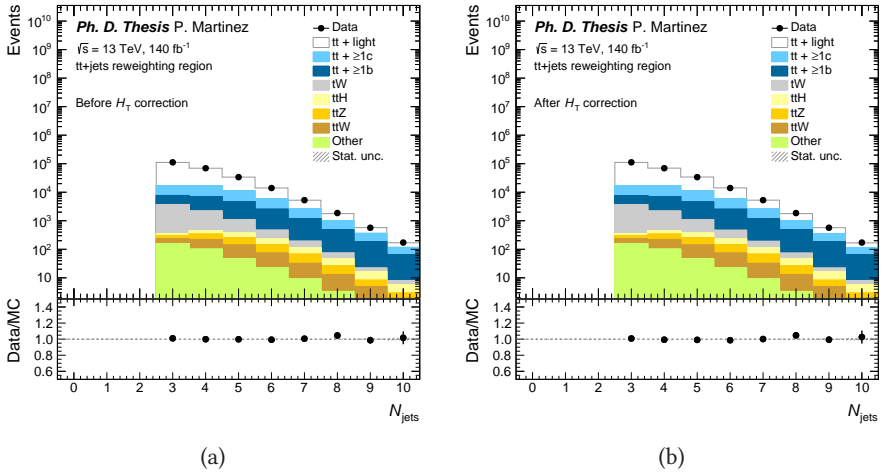 Events
Ph. D. Thesis P. Martinez
√s = 13 TeV, 140 fb⁻¹
tt+jets reweighting region
Before H_T correction
Data
tt + light
tt + ≥1c
tt + ≥1b
tW
ttH
ttZ
ttW
Other
Stat. unc.
10¹⁰
10⁹
10⁸
10⁷
10⁶
10⁵
10⁴
10³
10²
10
Data/MC
1.4
1.2
1.0
0.8
0.6
0 1 2 3 4 5 6 7 8 9 10
N_jets
(a)
Events
Ph. D. Thesis P. Martinez
√s = 13 TeV, 140 fb⁻¹
tt+jets reweighting region
After H_T correction
Data
tt + light
tt + ≥1c
tt + ≥1b
tW
ttH
ttZ
ttW
Other
Stat. unc.
10¹⁰
10⁹
10⁸
10⁷
10⁶
10⁵
10⁴
10³
10²
10
Data/MC
1.4
1.2
1.0
0.8
0.6
0 1 2 3 4 5 6 7 8 9 10
N_jets
(b)